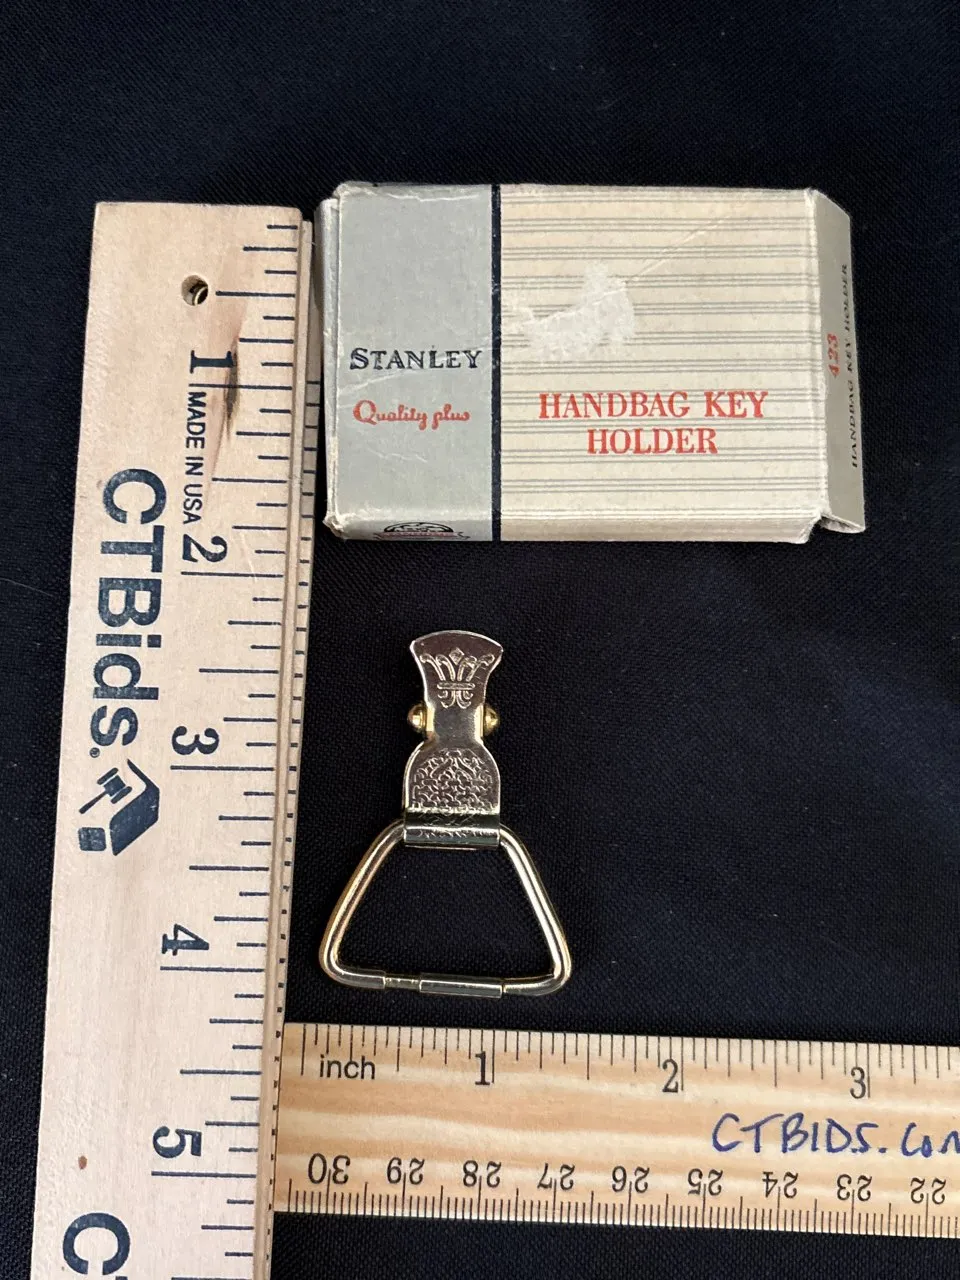 STANLEY
Quality plus
HANDBAG KEY
HOLDER
423
HANDBAG KEY HOLDER
1
MADE IN USA
2
3
4
5
CTBids.
CT
inch
1
2
3
CTBIDS.COM
30 29 28 27 26 25 24 23 22